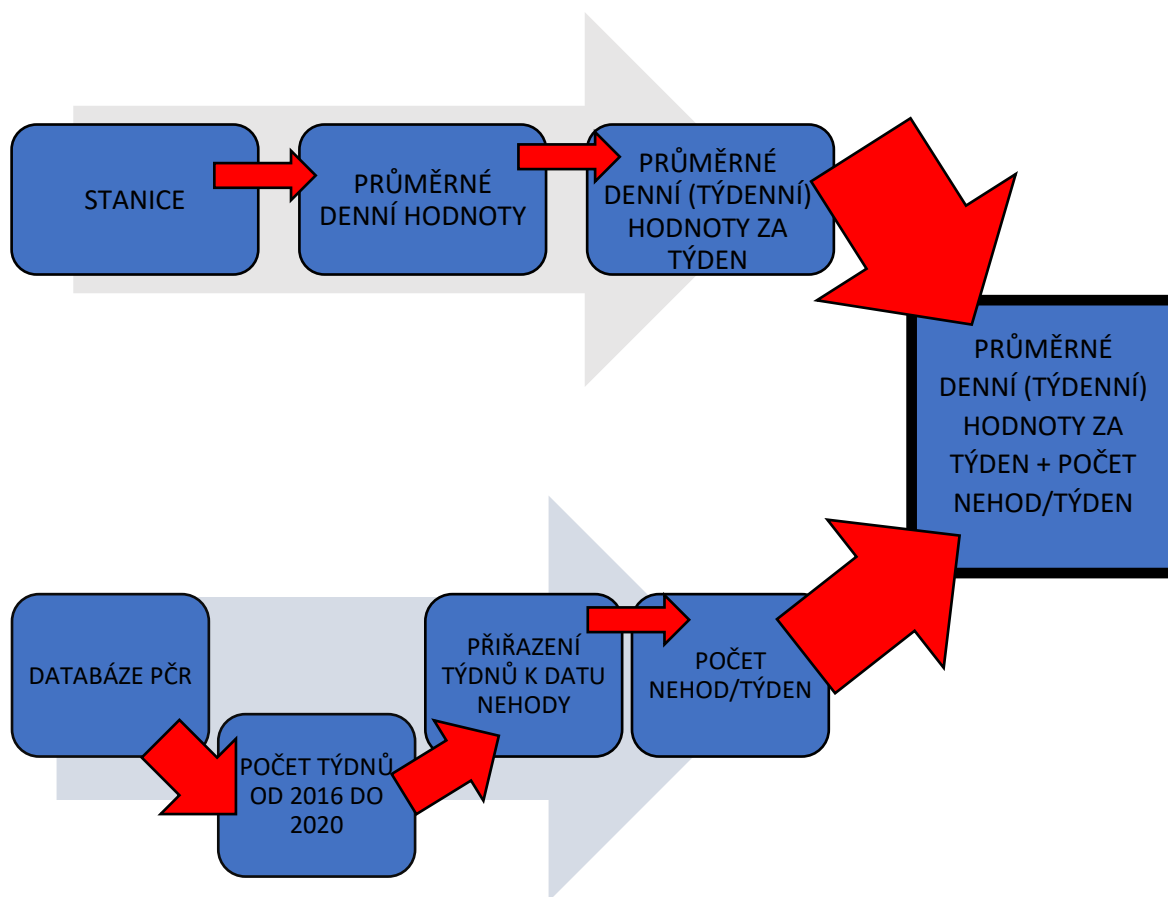 STANICE
PRŮMĚRNÉ
DENNÍ HODNOTY
PRŮMĚRNÉ
DENNÍ (TÝDENNÍ)
HODNOTY ZA
TÝDEN
PRŮMĚRNÉ
DENNÍ (TÝDENNÍ)
HODNOTY ZA
TÝDEN + POČET
NEHOD/TÝDEN
DATABÁZE PČR
POČET TÝDNŮ
OD 2016 DO
2020
PŘIŘAZENÍ
TÝDNŮ K DATU
NEHODY
POČET
NEHOD/TÝDEN